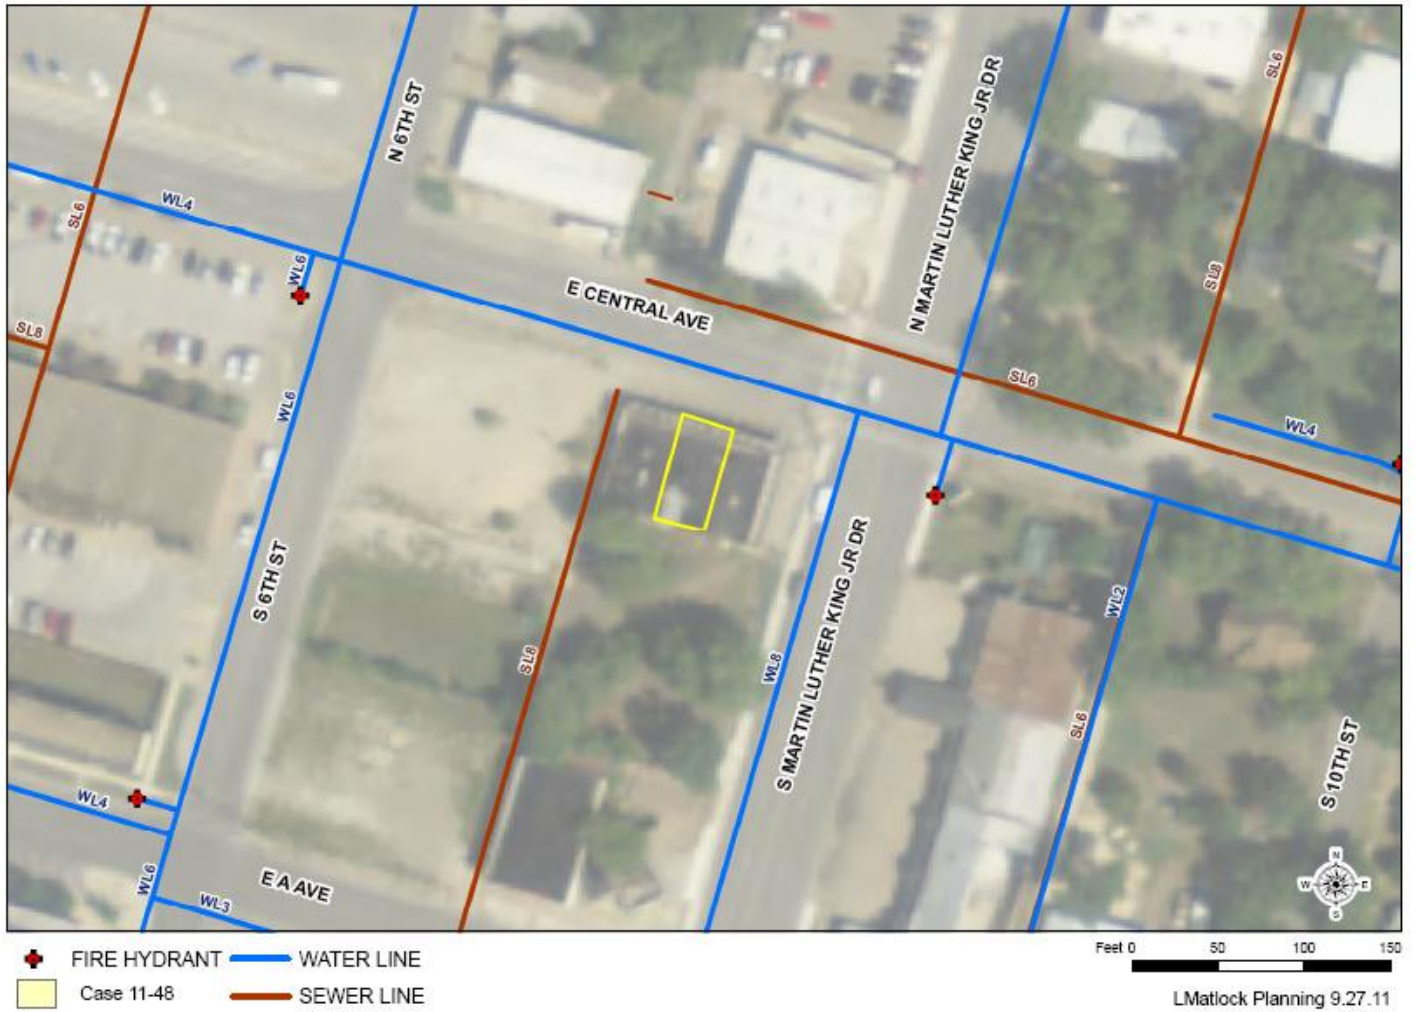 N 6TH ST
N MARTIN LUTHER KING JR DR
SL6
WL4
SL6
WL6
SL8
SL8
E CENTRAL AVE
SL6
WL6
WL4
S 6TH ST
S MARTIN LUTHER KING JR DR
WL2
SL8
WL8
SL6
S 10TH ST
WL4
WL6
E A AVE
WL3
N
W E
S
FIRE HYDRANT WATER LINE
Case 11-48 SEWER LINE
Feet 0 50 100 150
LMatlock Planning 9.27.11